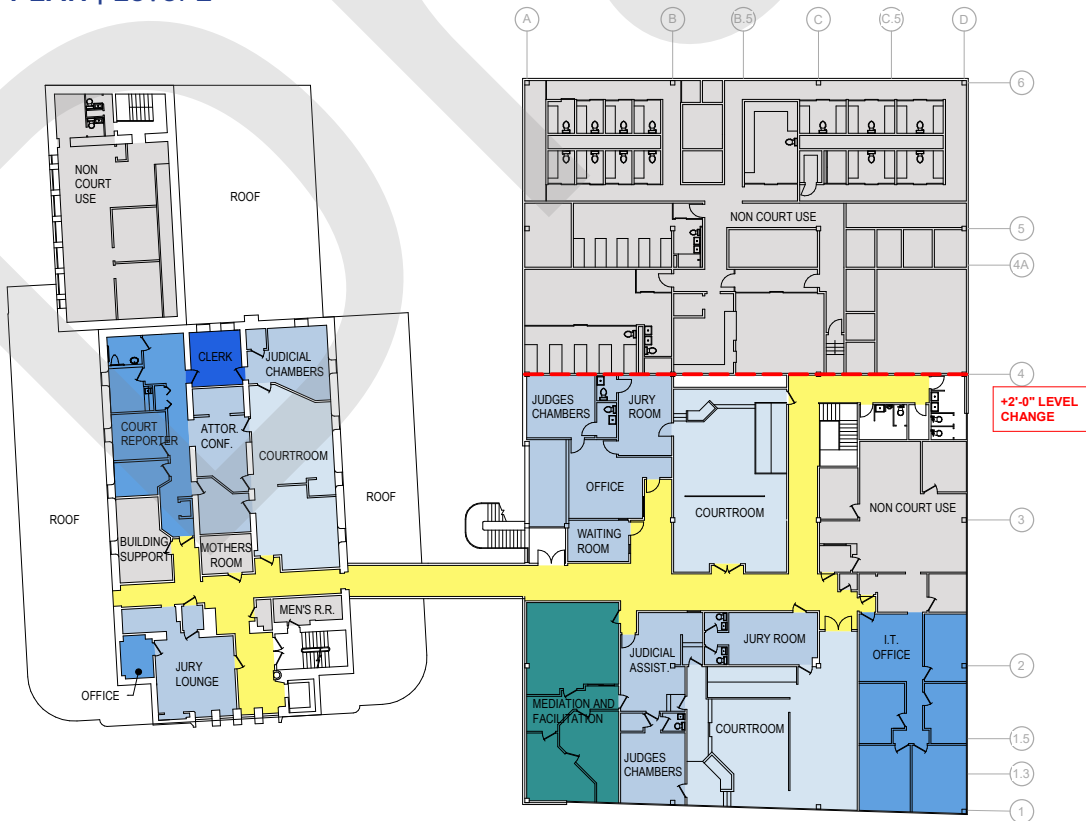 A
B
B.5
C
C.5
D
6
NON
COURT
USE
ROOF
NON COURT USE
5
4A
CLERK
JUDICIAL
CHAMBERS
4
+2'-0" LEVEL
CHANGE
JUDGES
CHAMBERS
JURY
ROOM
COURT
REPORTER
ATTOR.
CONF.
COURTROOM
OFFICE
ROOF
ROOF
COURTROOM
NON COURT USE
3
BUILDING
SUPPORT
MOTHERS
ROOM
WAITING
ROOM
MEN'S R.R.
JURY ROOM
I.T.
OFFICE
JUDICIAL
ASSIST.
2
JURY
LOUNGE
OFFICE
MEDIATION AND
FACILITATION
COURTROOM
1.5
JUDGES
CHAMBERS
1.3
1